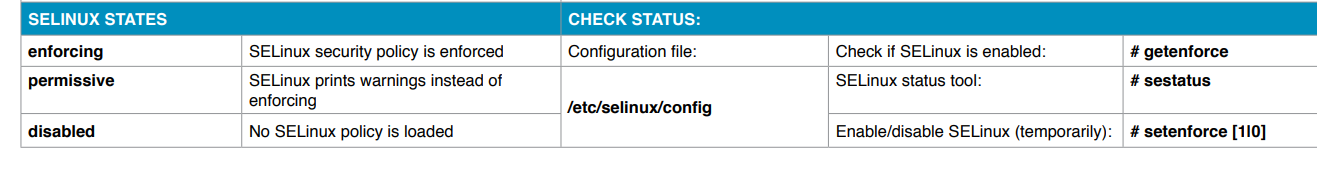 SELINUX STATES
CHECK STATUS:
enforcing
SELinux security policy is enforced
Configuration file:
Check if SELinux is enabled:
# getenforce
permissive
SELinux prints warnings instead of
enforcing
/etc/selinux/config
SELinux status tool:
# sestatus
disabled
No SELinux policy is loaded
Enable/disable SELinux (temporarily):
# setenforce [1|0]